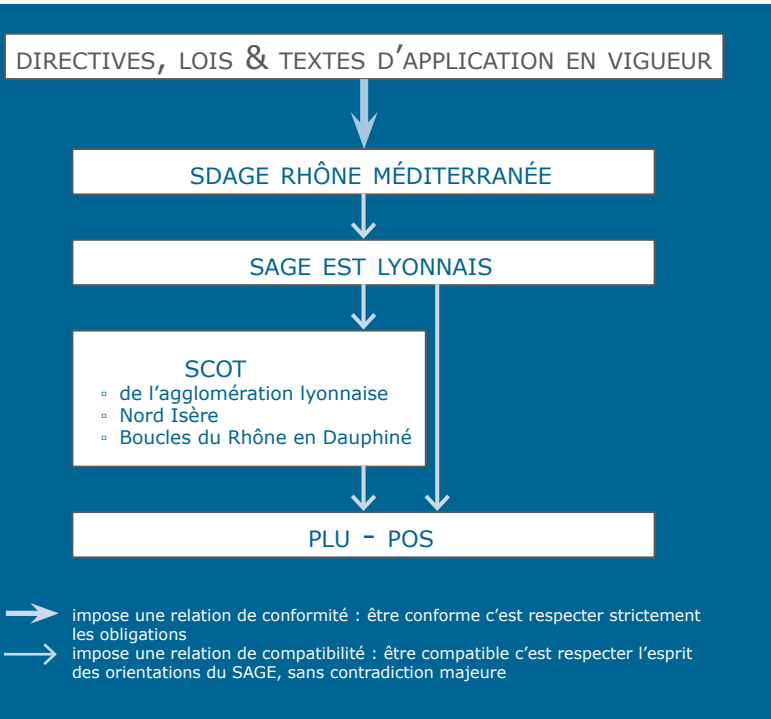 DIRECTIVES, LOIS & TEXTES D'APPLICATION EN VIGUEUR
SDAGE RHÔNE MÉDITERRANÉE
SAGE EST LYONNAIS
SCOT
▫ de l'agglomération lyonnaise
▫ Nord Isère
▫ Boucles du Rhône en Dauphiné
PLU - POS
impose une relation de conformité : être conforme c'est respecter strictement
les obligations
impose une relation de compatibilité : être compatible c'est respecter l'esprit
des orientations du SAGE, sans contradiction majeure